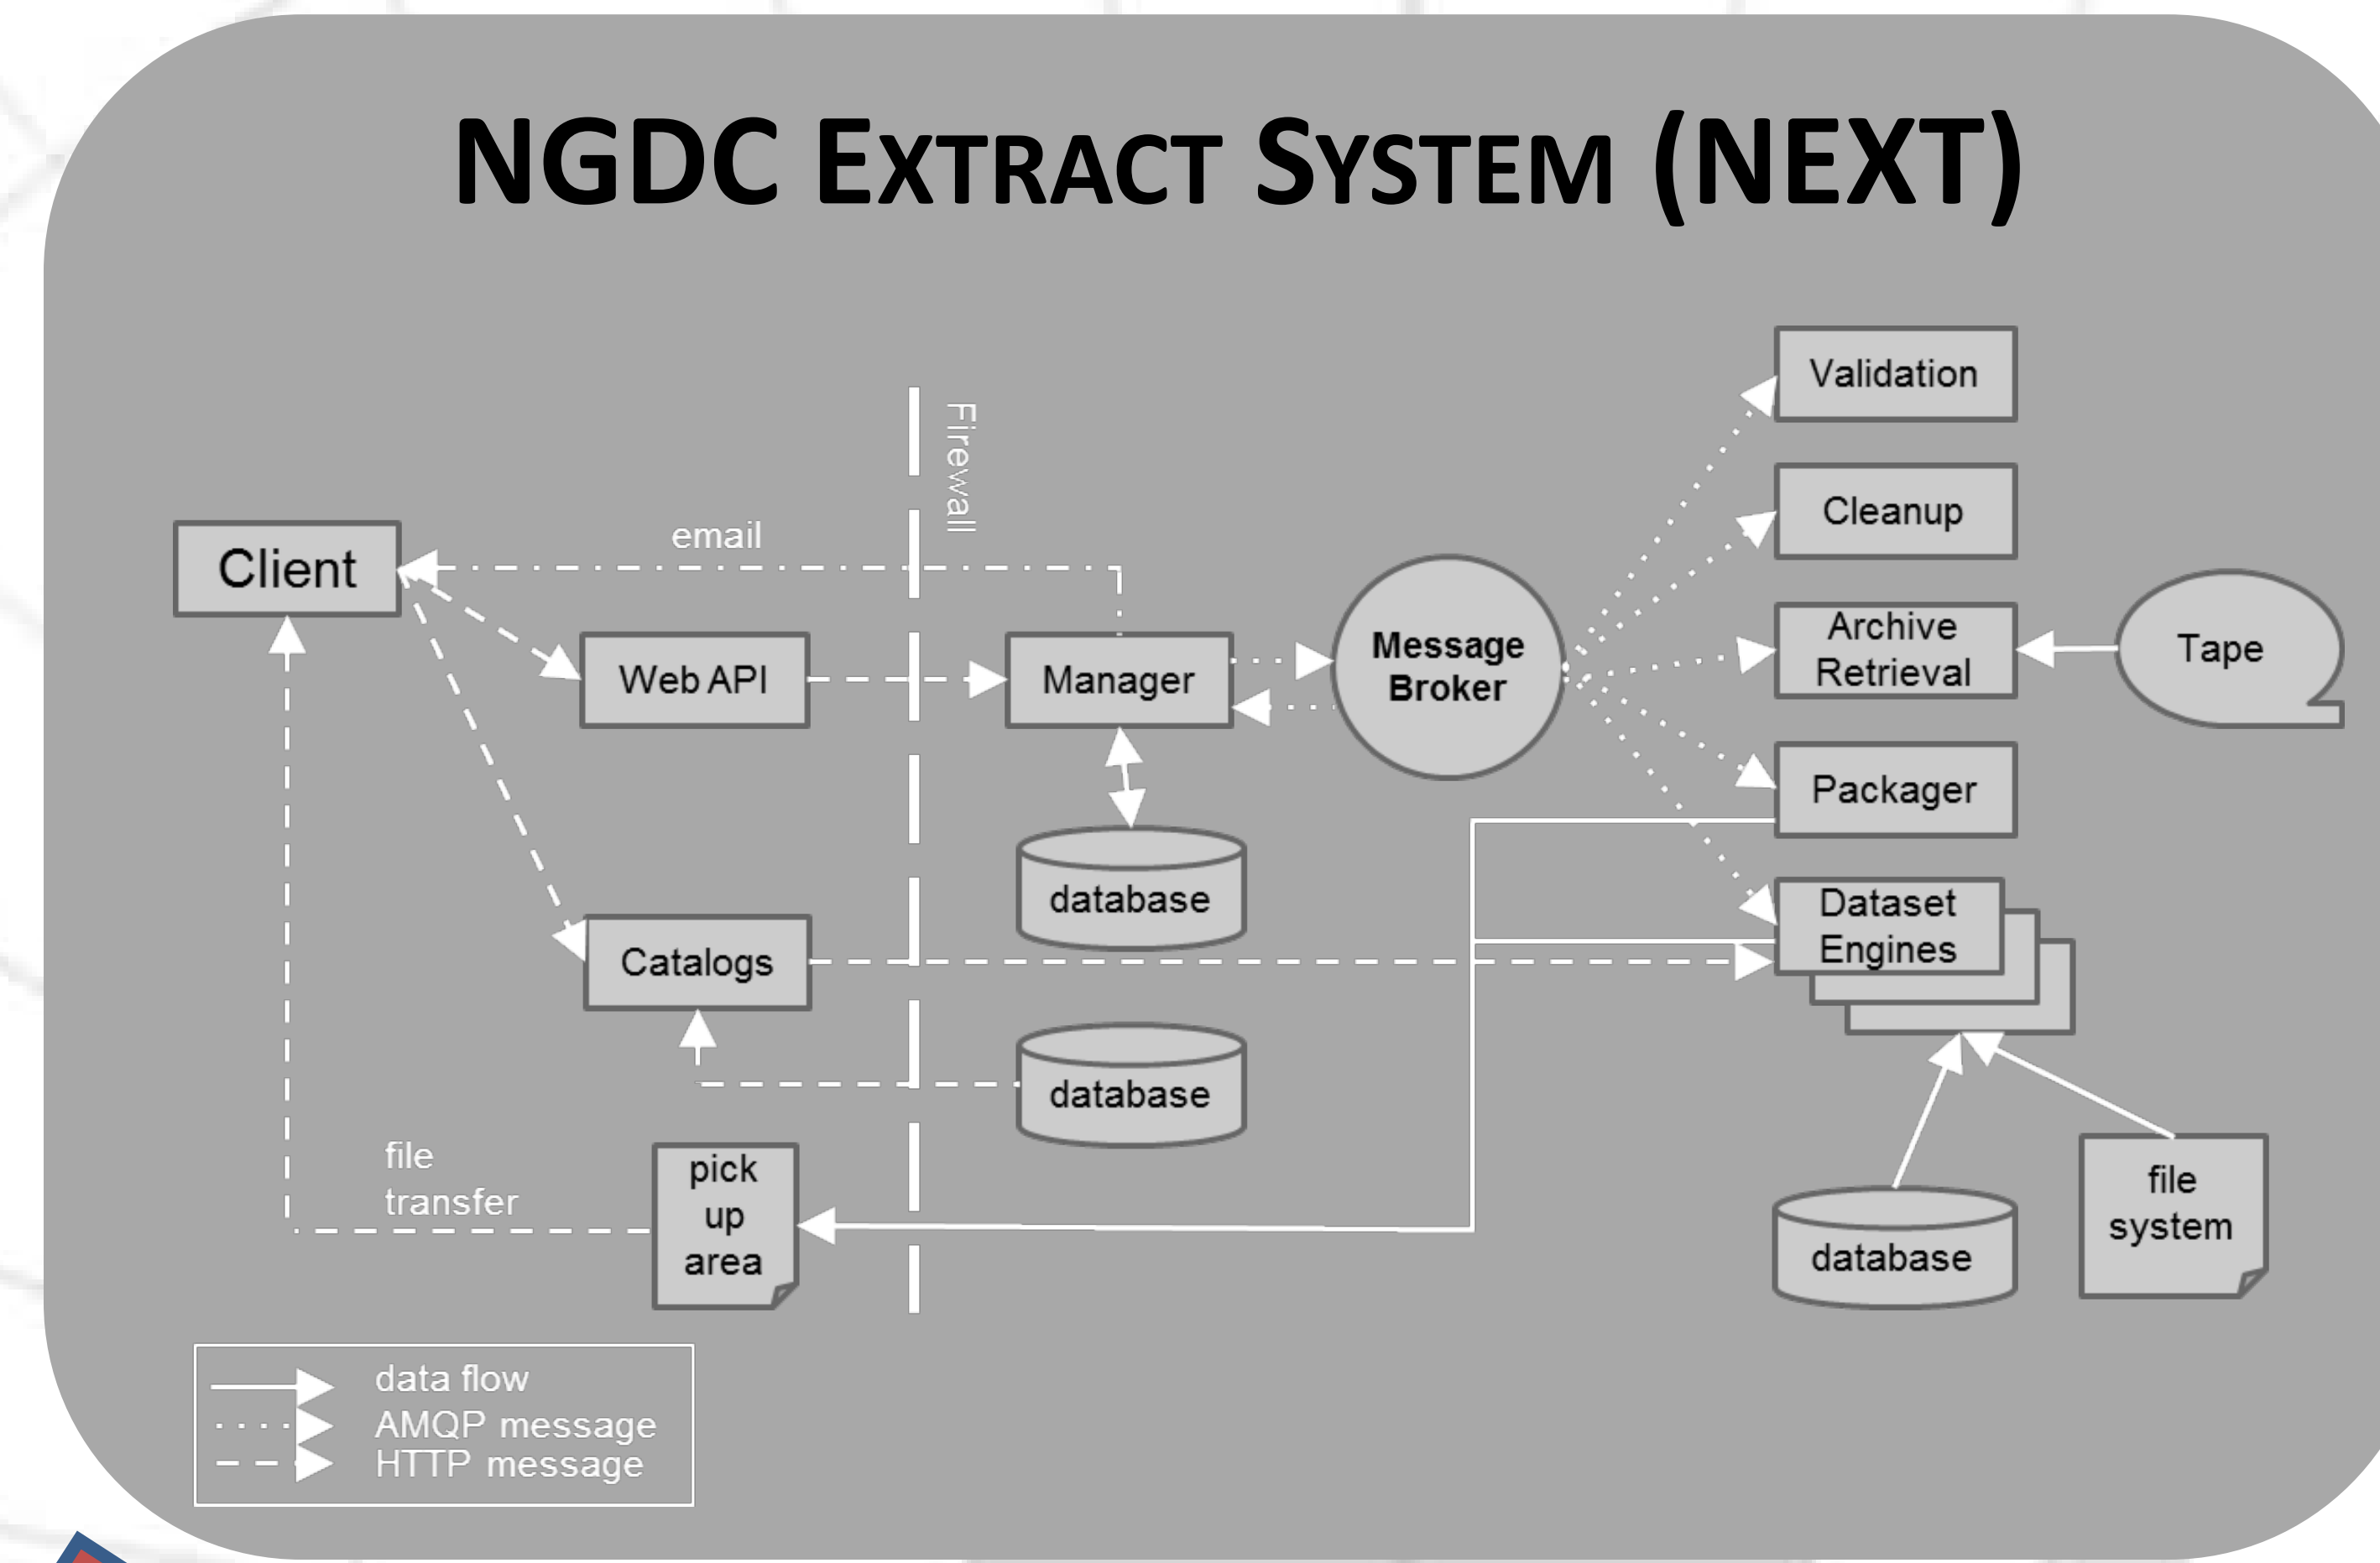 NGDC EXTRACT SYSTEM (NEXT)
Firewall
Validation
Cleanup
email
Client
Archive
Retrieval
Tape
Message
Broker
Web API
Manager
Packager
database
Dataset
Engines
Catalogs
database
file
transfer
pick
up
area
file
system
database
data flow
AMQP message
HTTP message